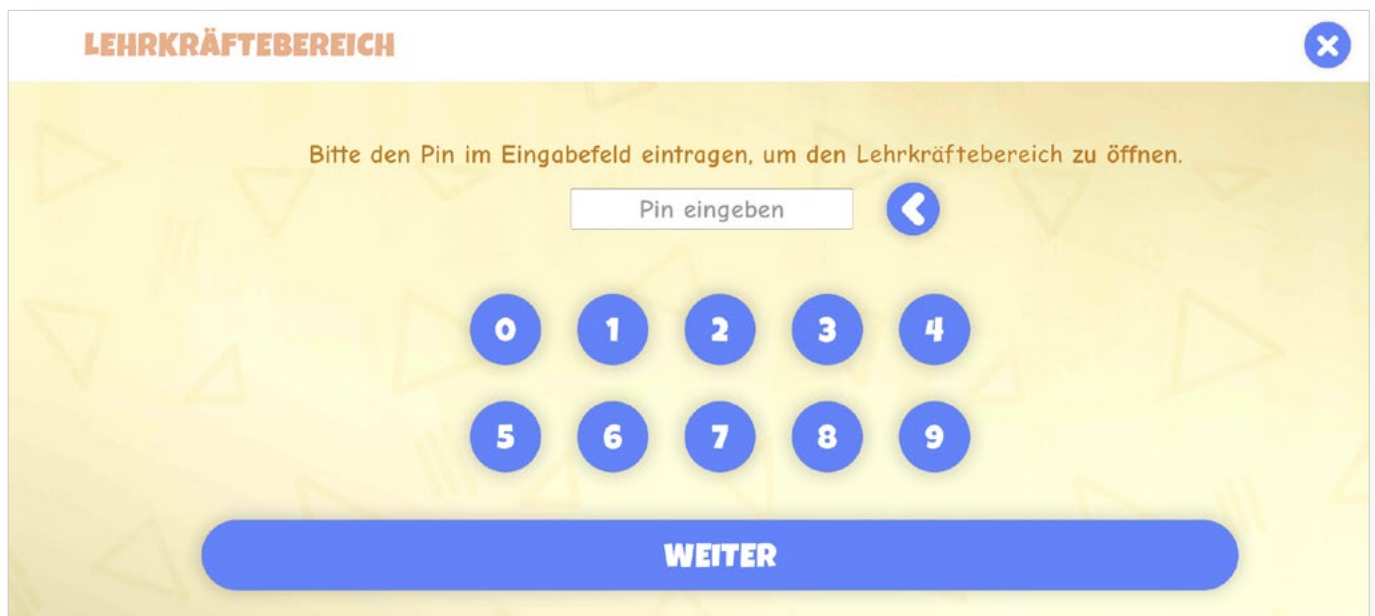 LEHRKRÄFTEBEREICH
Bitte den Pin im Eingabefeld eintragen, um den Lehrkräftebereich zu öffnen.
Pin eingeben
0 1 2 3 4
5 6 7 8 9
WEITER